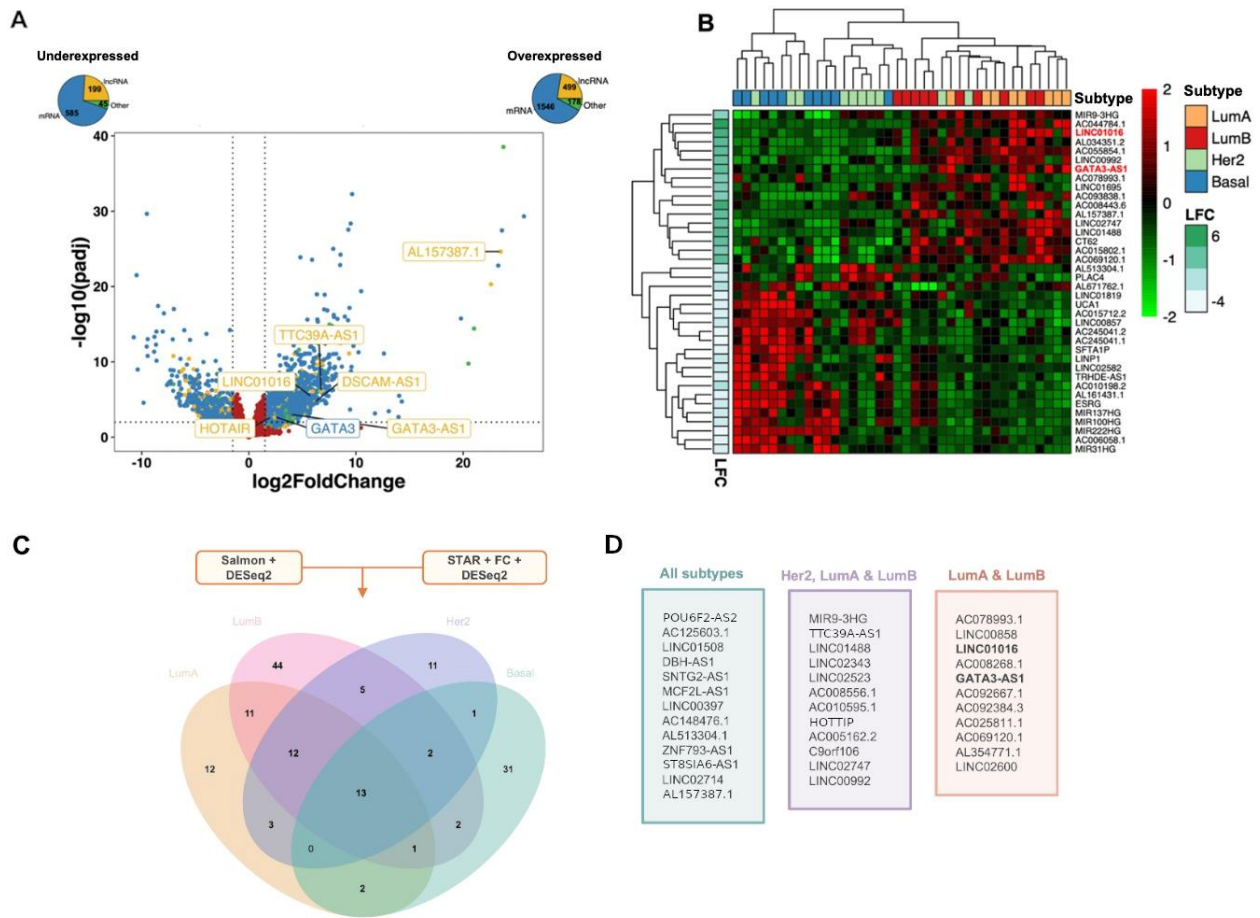 A
Underexpressed
199
lncRNA
45
Other
mRNA
585
Overexpressed
499
lncRNA
178
Other
mRNA
1546
40
30
20
10
0
-log10(padj)
-10
0
10
20
log2FoldChange
AL157387.1
TTC39A-AS1
LINC01016
DSCAM-AS1
HOTAIR
GATA3
GATA3-AS1
B
Subtype
MIR9-3HG
AC044784.1
LINC01016
AL034351.2
AC055854.1
LINC00992
GATA3-AS1
AC078993.1
LINC01695
AC093838.1
AC008443.6
AL157387.1
LINC02747
LINC01488
CT62
AC015802.1
AC069120.1
AL513304.1
PLAC4
AL671762.1
LINC01819
UCA1
AC015712.2
LINC00857
AC245041.2
AC245041.1
SFTA1P
LINP1
LINC02582
TRHDE-AS1
AC010198.2
AL161431.1
ESRG
MIR137HG
MIR100HG
MIR222HG
AC006058.1
MIR31HG
LFC
2
1
0
-1
-2
Subtype
LumA
LumB
Her2
Basal
LFC
6
-1
-4
C
Salmon +
DESeq2
STAR + FC +
DESeq2
LumB
Her2
LumA
Basal
44
11
5
11
1
12
12
2
31
13
3
2
0
1
2
D
All subtypes
POU6F2-AS2
AC125603.1
LINC01508
DBH-AS1
SNTG2-AS1
MCF2L-AS1
LINC00397
AC148476.1
AL513304.1
ZNF793-AS1
ST8SIA6-AS1
LINC02714
AL157387.1
Her2, LumA & LumB
MIR9-3HG
TTC39A-AS1
LINC01488
LINC02343
LINC02523
AC008556.1
AC010595.1
HOTTIP
AC005162.2
C9orf106
LINC02747
LINC00992
LumA & LumB
AC078993.1
LINC00858
LINC01016
AC008268.1
GATA3-AS1
AC092667.1
AC092384.3
AC025811.1
AC069120.1
AL354771.1
LINC02600